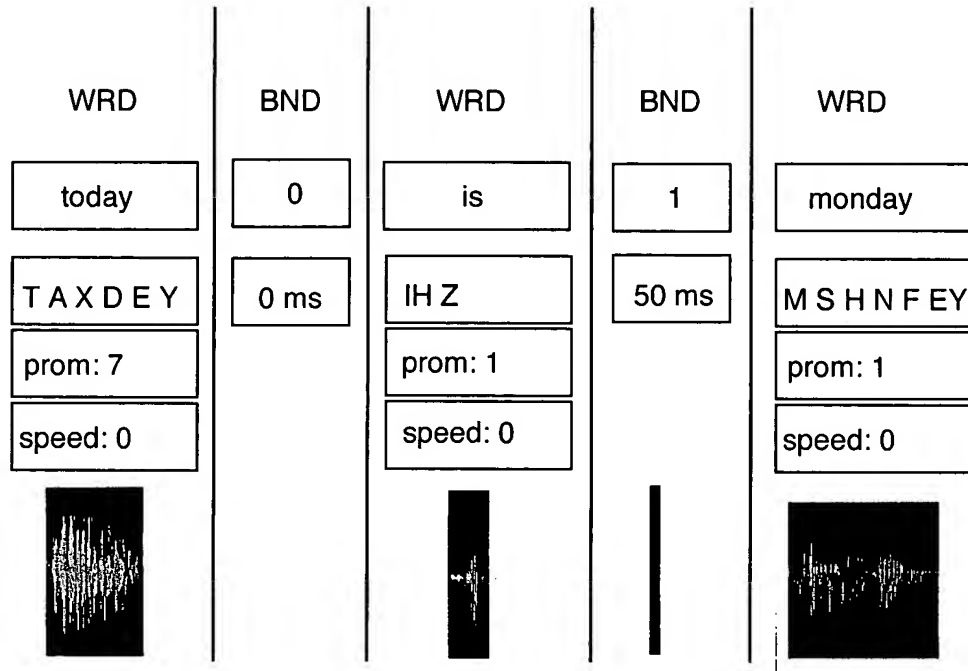 WRD BND WRD BND WRD
today 0 is 1 monday
T A X D E Y 0 ms IH Z 50 ms M S H N F EY
prom: 7 prom: 1 prom: 1
speed: 0 speed: 0 speed: 0